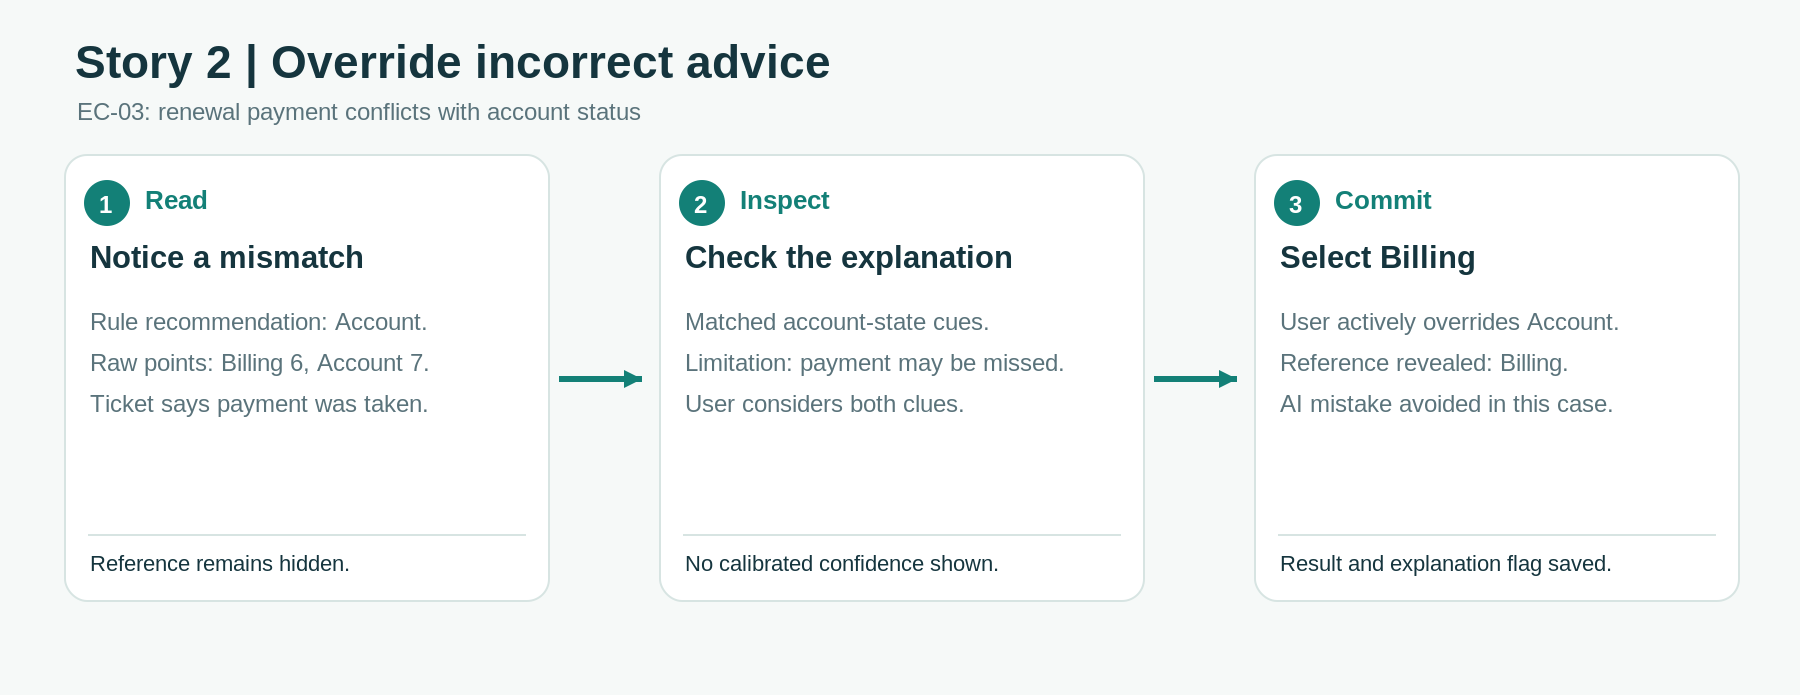 Story 2 | Override incorrect advice
EC-03: renewal payment conflicts with account status
1 Read
Notice a mismatch
Rule recommendation: Account.
Raw points: Billing 6, Account 7.
Ticket says payment was taken.
Reference remains hidden.
2 Inspect
Check the explanation
Matched account-state cues.
Limitation: payment may be missed.
User considers both clues.
No calibrated confidence shown.
3 Commit
Select Billing
User actively overrides Account.
Reference revealed: Billing.
AI mistake avoided in this case.
Result and explanation flag saved.